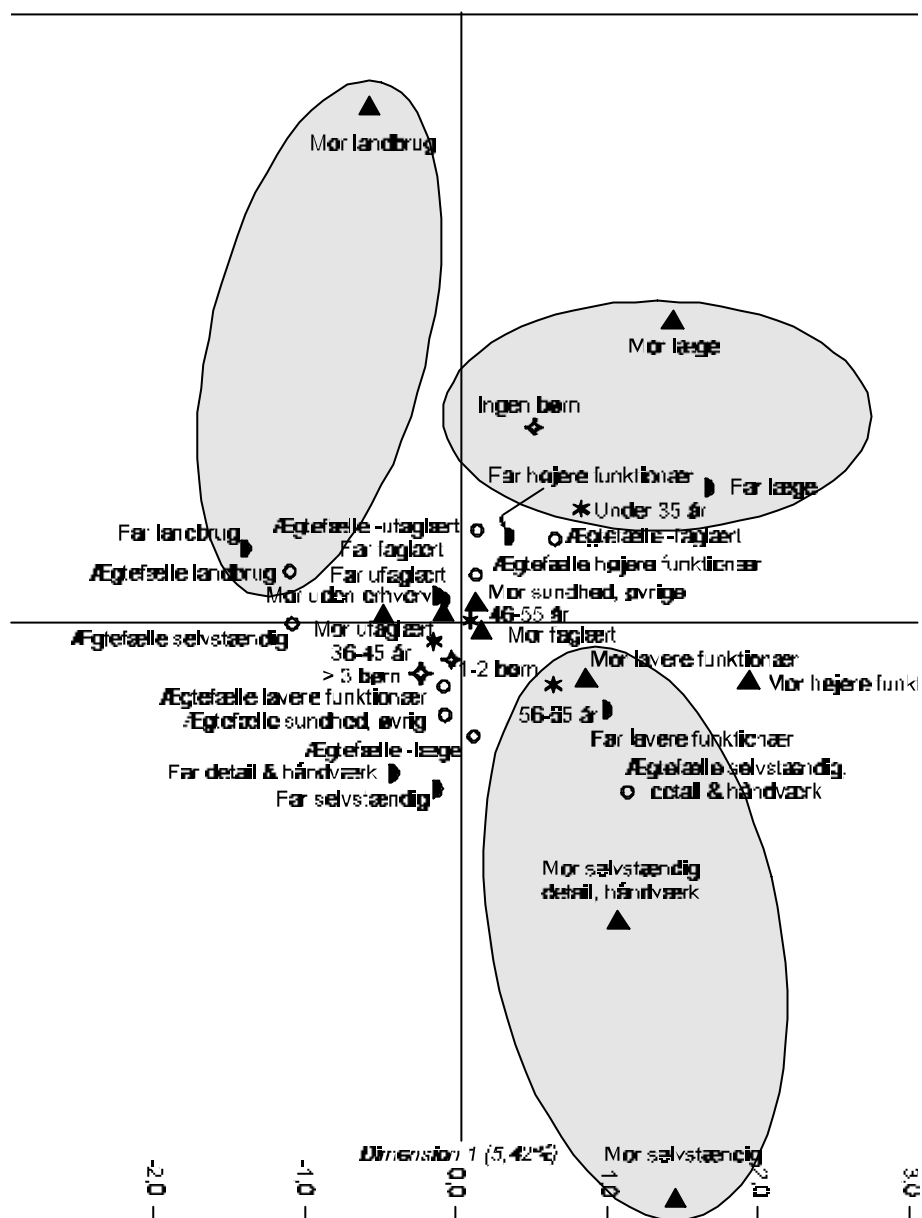 Mor landbrug
Mor læge
Ingen børn
Far højere funktionær
Far læge
Under 35 år
Ægtefælle -ufaglært
Ægtefælle -faglært
Far landbrug
Far faglært
Ægtefælle højere funktionær
Ægtefælle landbrug
Far ufaglært
Mor sundhed, øvrige
Mor uden erhverv
46-55 år
Mor ufaglært
Mor faglært
Ægtefælle selvstændig
36-45 år
1-2 børn
Mor lavere funktionær
> 3 børn
Mor højere funkt
Ægtefælle lavere funktionær
56-65 år
Ægtefælle sundhed, øvrig
Far lavere funktionær
Ægtefælle -læge
Far detail & håndværk
Ægtefælle selvstændig.
detail & håndværk
Far selvstændig
Mor selvstændig
detail, håndværk
Dimension 1 (5,42%)
Mor selvstændig
-2,0
-1,0
0,0
1,0
2,0
3,0